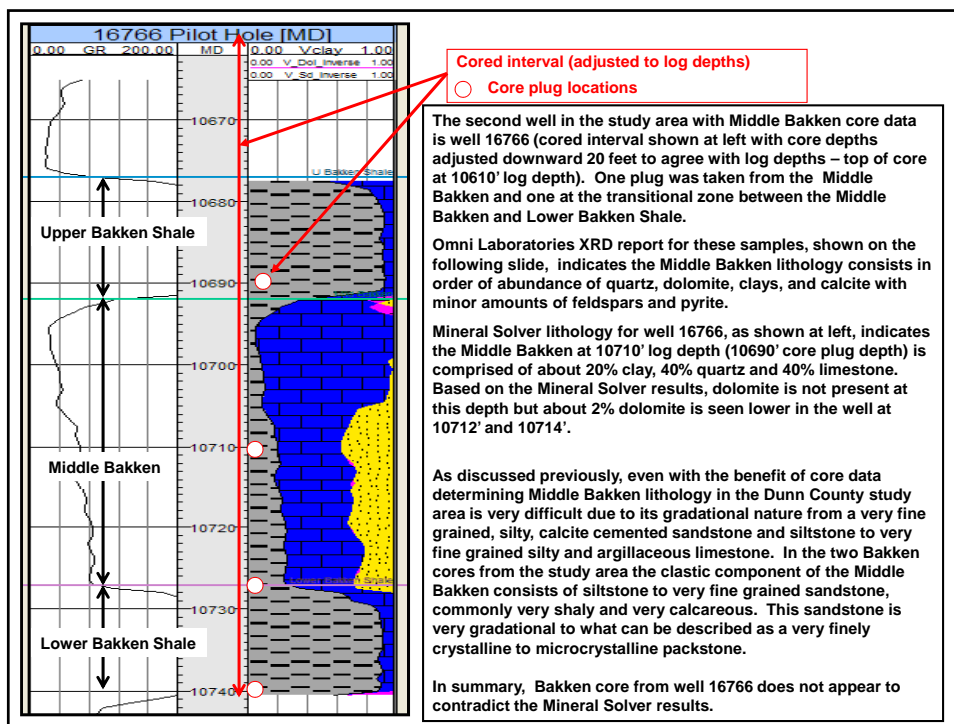 16766 Pilot Hole [MD]
0.00 GR 200.00 MD 0.00 Vclay 1.00
0.00 V_Dol_Inverse 1.00
0.00 V_Sd_Inverse 1.00
10670
U Bakken Shale
10680
Upper Bakken Shale
10690
10700
10710
Middle Bakken
10720
Lower Bakken Shale
10730
Lower Bakken Shale
10740
Cored interval (adjusted to log depths)
Core plug locations
The second well in the study area with Middle Bakken core data
is well 16766 (cored interval shown at left with core depths
adjusted downward 20 feet to agree with log depths – top of core
at 10610’ log depth). One plug was taken from the Middle
Bakken and one at the transitional zone between the Middle
Bakken and Lower Bakken Shale.
Omni Laboratories XRD report for these samples, shown on the
following slide, indicates the Middle Bakken lithology consists in
order of abundance of quartz, dolomite, clays, and calcite with
minor amounts of feldspars and pyrite.
Mineral Solver lithology for well 16766, as shown at left, indicates
the Middle Bakken at 10710’ log depth (10690’ core plug depth) is
comprised of about 20% clay, 40% quartz and 40% limestone.
Based on the Mineral Solver results, dolomite is not present at
this depth but about 2% dolomite is seen lower in the well at
10712’ and 10714’.
As discussed previously, even with the benefit of core data
determining Middle Bakken lithology in the Dunn County study
area is very difficult due to its gradational nature from a very fine
grained, silty, calcite cemented sandstone and siltstone to very
fine grained silty and argillaceous limestone. In the two Bakken
cores from the study area the clastic component of the Middle
Bakken consists of siltstone to very fine grained sandstone,
commonly very shaly and very calcareous. This sandstone is
very gradational to what can be described as a very finely
crystalline to microcrystalline packstone.
In summary, Bakken core from well 16766 does not appear to
contradict the Mineral Solver results.